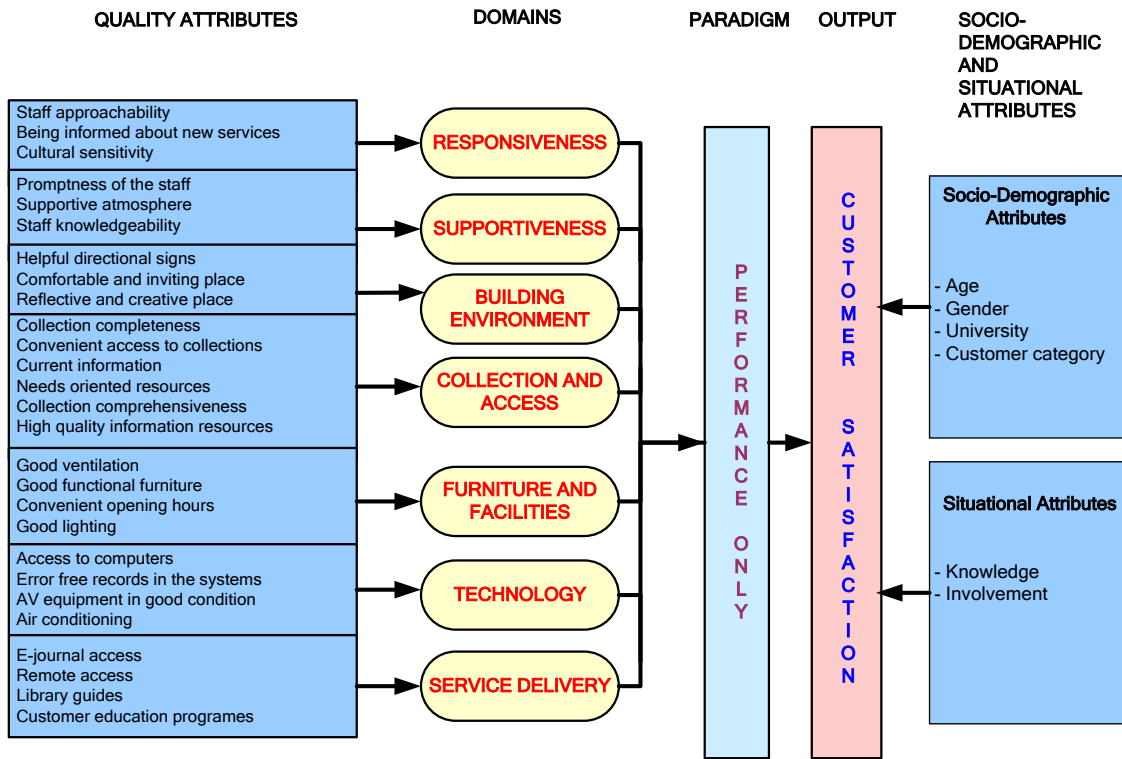 QUALITY ATTRIBUTES
DOMAINS
PARADIGM
OUTPUT
SOCIO-
DEMOGRAPHIC
AND
SITUATIONAL
ATTRIBUTES
Staff approachability
Being informed about new services
Cultural sensitivity
RESPONSIVENESS
Promptness of the staff
Supportive atmosphere
Staff knowledgeability
SUPPORTIVENESS
Helpful directional signs
Comfortable and inviting place
Reflective and creative place
BUILDING
ENVIRONMENT
Collection completeness
Convenient access to collections
Current information
Needs oriented resources
Collection comprehensiveness
High quality information resources
COLLECTION AND
ACCESS
Good ventilation
Good functional furniture
Convenient opening hours
Good lighting
FURNITURE AND
FACILITIES
Access to computers
Error free records in the systems
AV equipment in good condition
Air conditioning
TECHNOLOGY
E-journal access
Remote access
Library guides
Customer education programes
SERVICE DELIVERY
PERFORMANCE ONLY
CUSTOMER SATISFACTION
Socio-Demographic
Attributes
- Age
- Gender
- University
- Customer category
Situational Attributes
- Knowledge
- Involvement